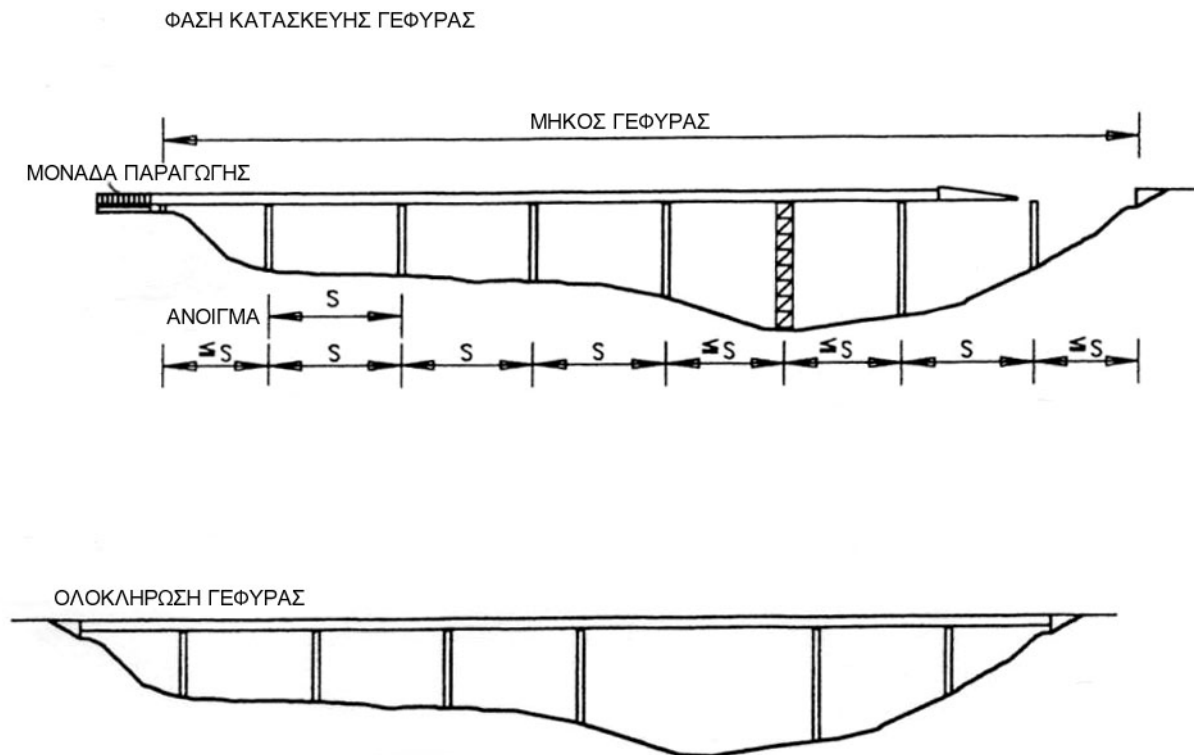 ΦΑΣΗ ΚΑΤΑΣΚΕΥΗΣ ΓΕΦΥΡΑΣ
ΜΗΚΟΣ ΓΕΦΥΡΑΣ
ΜΟΝΑΔΑ ΠΑΡΑΓΩΓΗΣ
S
ΑΝΟΙΓΜΑ
≦S S S S ≦S ≦S S ≦S
ΟΛΟΚΛΗΡΩΣΗ ΓΕΦΥΡΑΣ